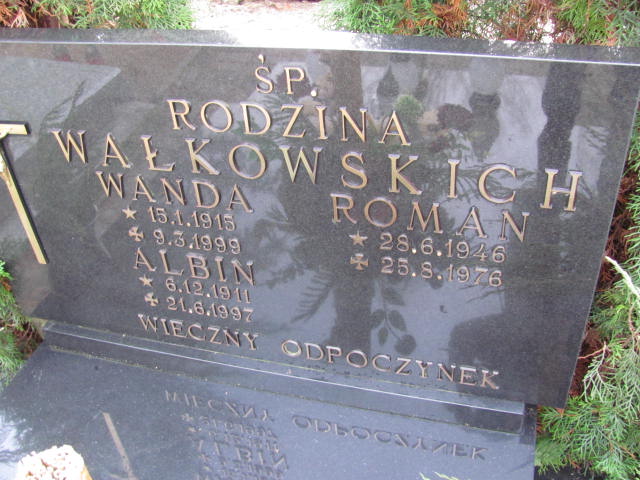 ŚP.
RODZINA
WAŁKOWSKICH
WANDA
★ 15.1.1915
✠ 9.3.1999
ALBIN
★ 6.12.1911
✠ 21.6.1997
ROMAN
★ 28.6.1946
✠ 25.8.1976
WIECZNY ODPOCZYNEK